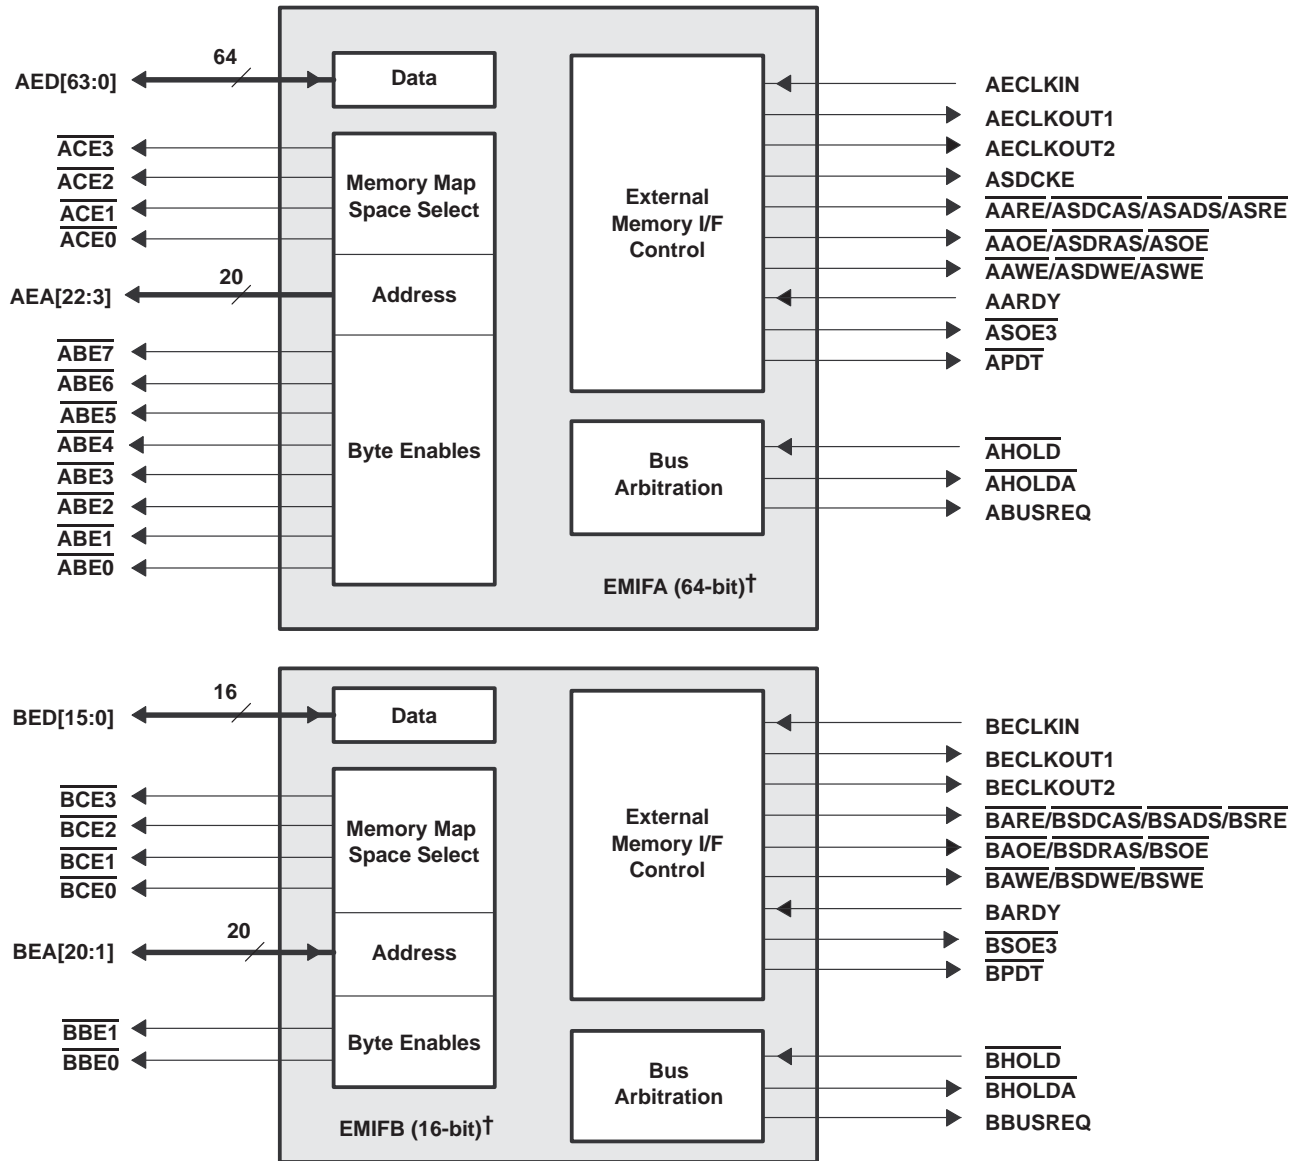 64
AED[63:0]
Data
ACE3
ACE2
ACE1
ACE0
Memory Map
Space Select
20
AEA[22:3]
Address
ABE7
ABE6
ABE5
ABE4
ABE3
ABE2
ABE1
ABE0
Byte Enables
External
Memory I/F
Control
AECLKIN
AECLKOUT1
AECLKOUT2
ASDCKE
AARE/ASDCAS/ASADS/ASRE
AAOE/ASDRAS/ASOE
AAWE/ASDWE/ASWE
AARDY
ASOE3
APDT
Bus
Arbitration
AHOLD
AHOLDA
ABUSREQ
EMIFA (64-bit)†
16
BED[15:0]
Data
BCE3
BCE2
BCE1
BCE0
Memory Map
Space Select
20
BEA[20:1]
Address
BBE1
BBE0
Byte Enables
External
Memory I/F
Control
BECLKIN
BECLKOUT1
BECLKOUT2
BARE/BSDCAS/BSADS/BSRE
BAOE/BSDRAS/BSOE
BAWE/BSDWE/BSWE
BARDY
BSOE3
BPDT
Bus
Arbitration
BHOLD
BHOLDA
BBUSREQ
EMIFB (16-bit)†